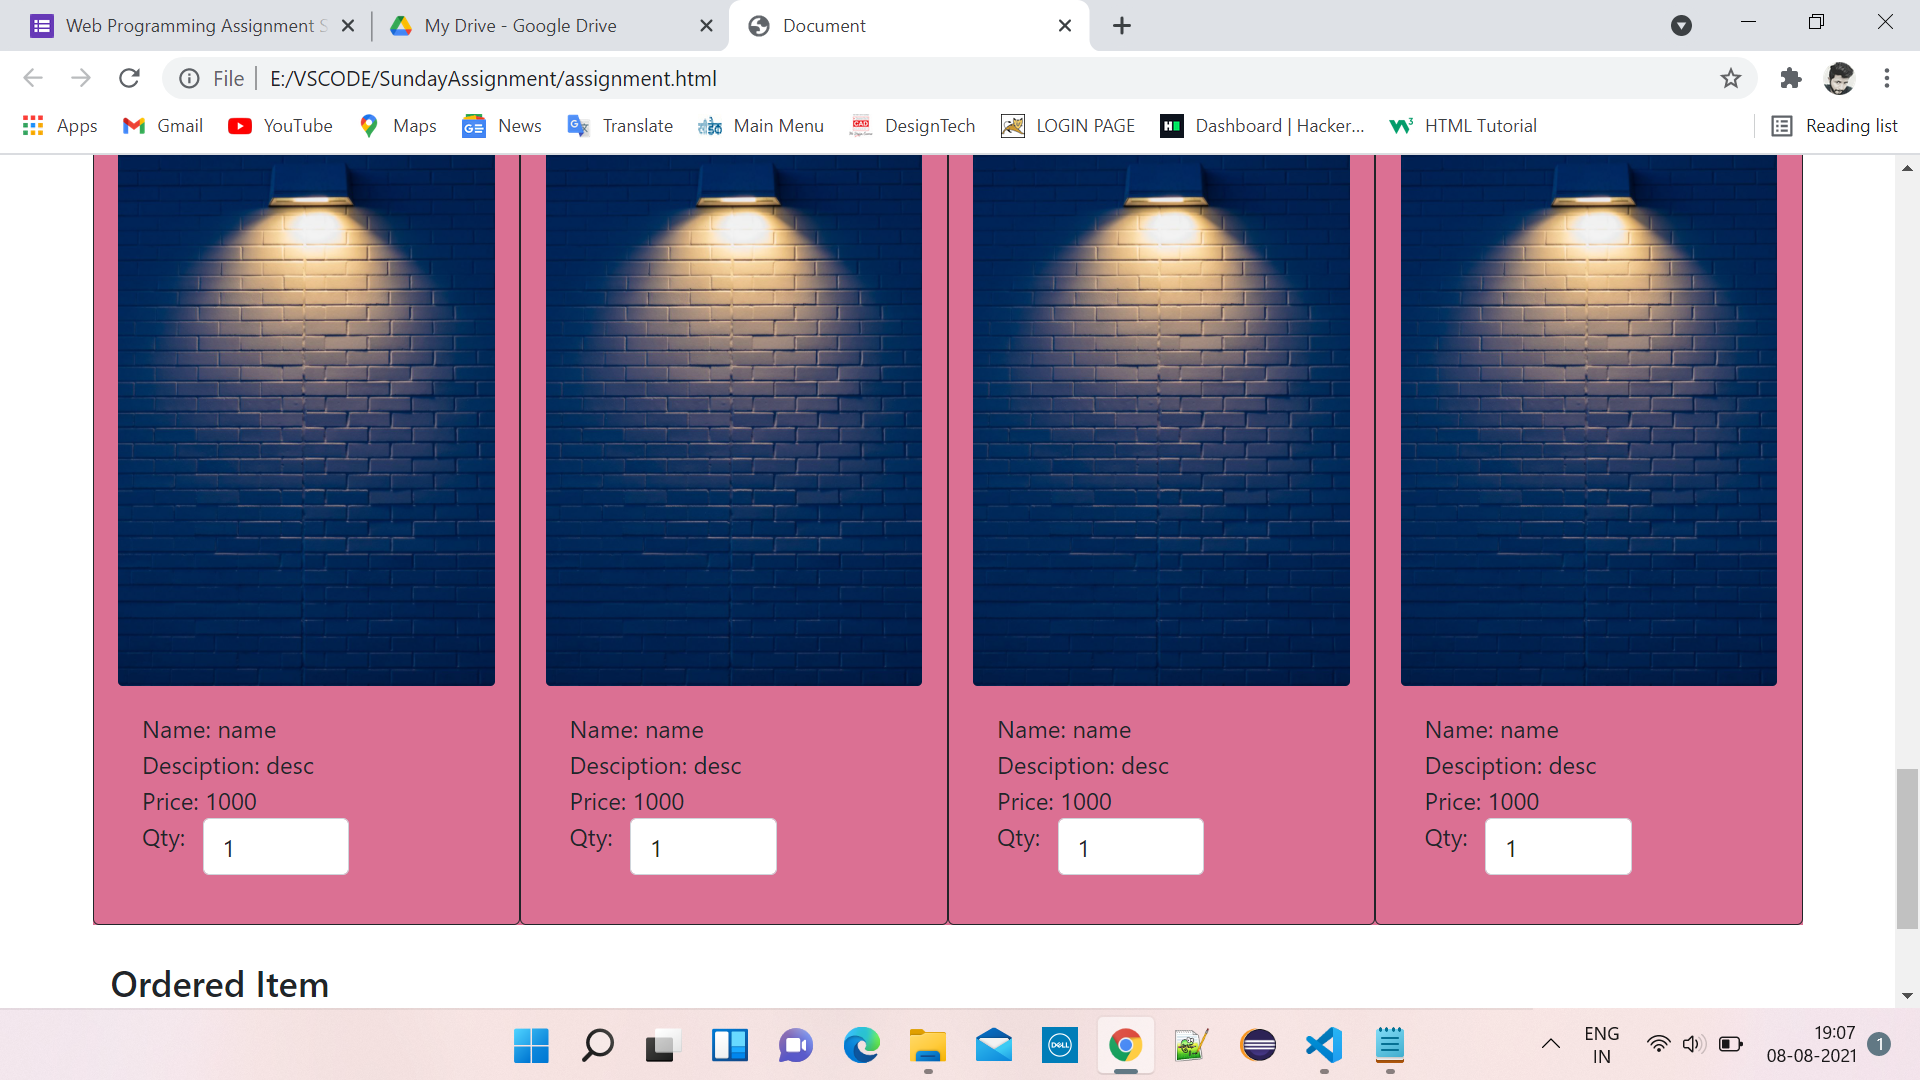 Web Programming Assignment S
My Drive - Google Drive
Document
File
E:/VSCODE/SundayAssignment/assignment.html
Apps
Gmail
YouTube
Maps
News
Translate
Main Menu
DesignTech
LOGIN PAGE
Dashboard | Hacker...
HTML Tutorial
Reading list
Name: name
Desciption: desc
Price: 1000
Qty: 1
Name: name
Desciption: desc
Price: 1000
Qty: 1
Name: name
Desciption: desc
Price: 1000
Qty: 1
Name: name
Desciption: desc
Price: 1000
Qty: 1
Ordered Item
DELL
ENG
IN
19:07
08-08-2021
1